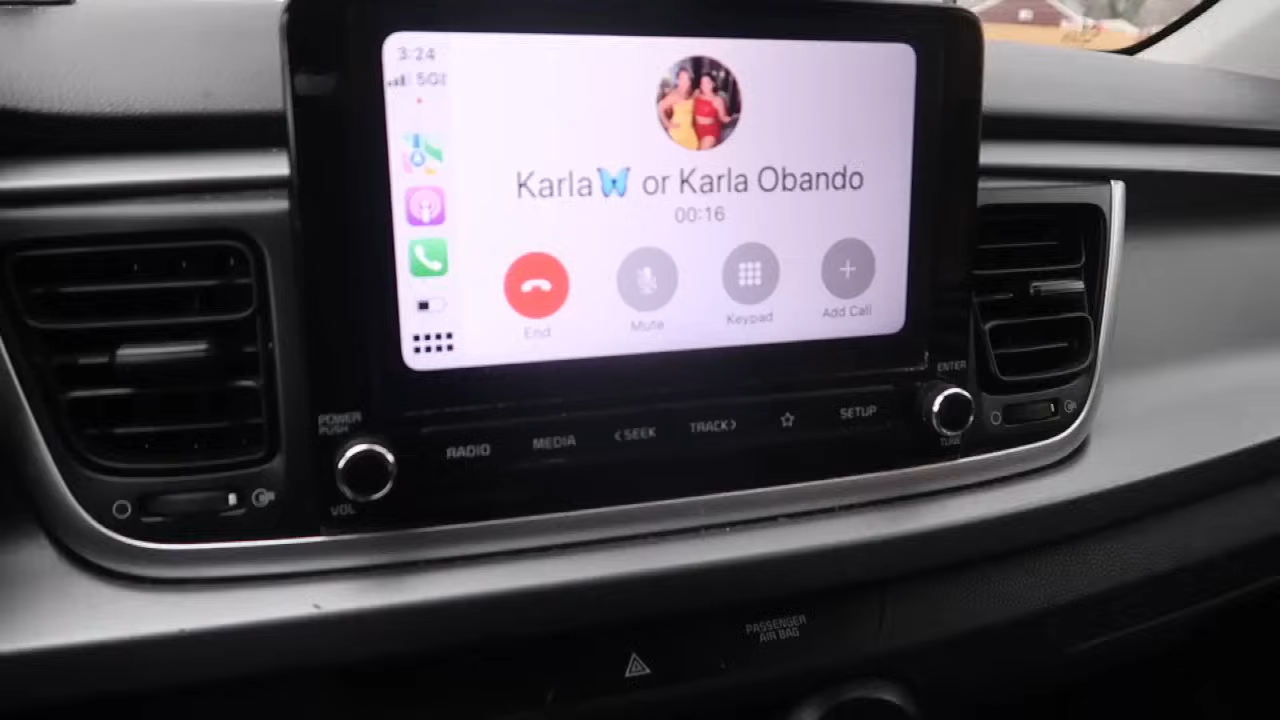 3:24
5GE
Karla🦋 or Karla Obando
00:16
End
Mute
Keypad
Add Call
POWER
PUSH
VOL
RADIO
MEDIA
<SEEK
TRACK>
☆
SETUP
ENTER
TUNE
PASSENGER
AIR BAG